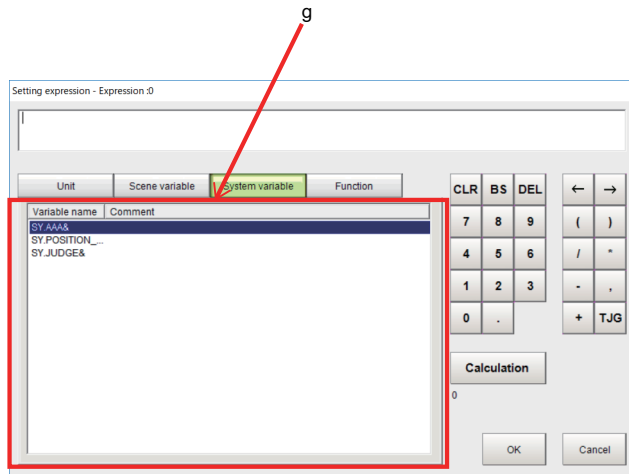 g
Setting expression - Expression :0
Unit Scene variable System variable Function
CLR BS DEL ← →
Variable name Comment
7 8 9 ( )
SY.AAA&
SY.POSITION_...
SY.JUDGE&
4 5 6 / *
1 2 3 - ,
0 . + TJG
Calculation
0
OK Cancel